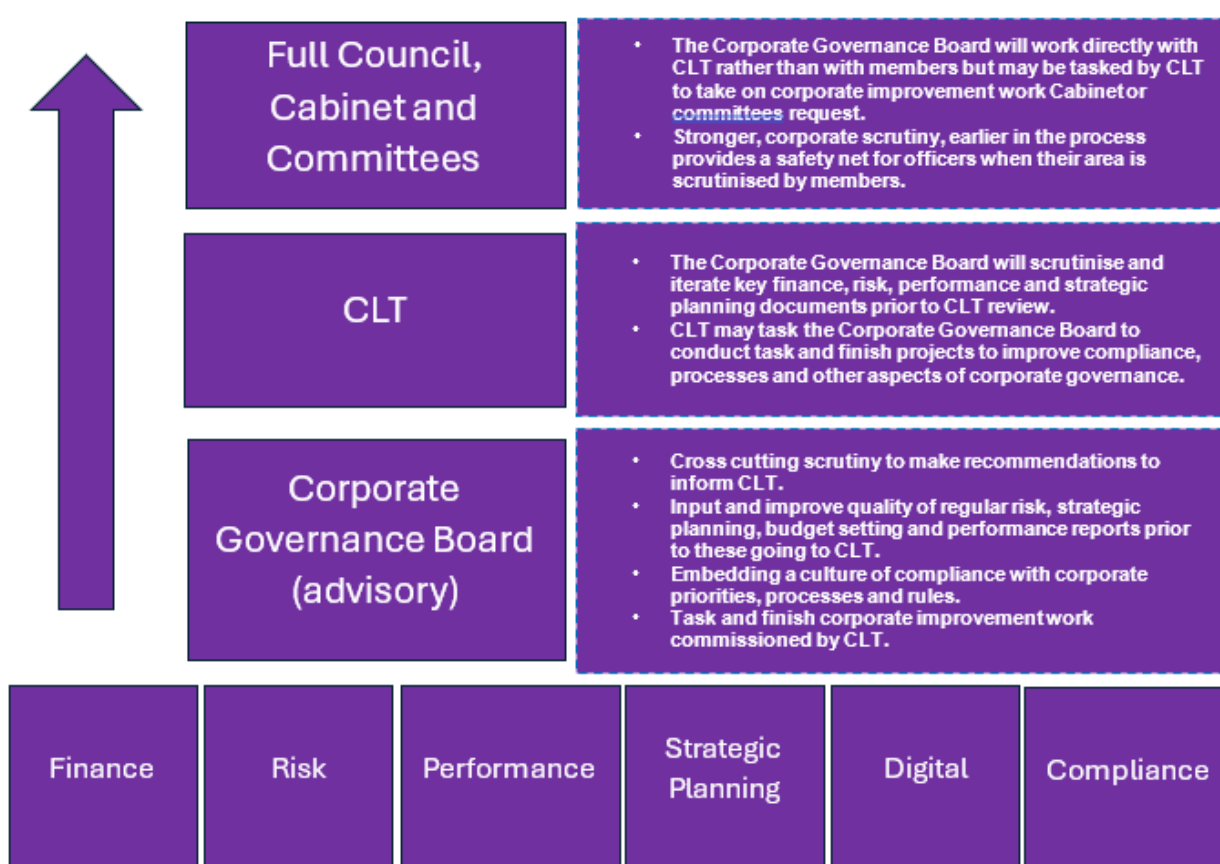 Full Council,
Cabinet and
Committees
• The Corporate Governance Board will work directly with
CLT rather than with members but may be tasked by CLT
to take on corporate improvement work Cabinet or
committees request.
• Stronger, corporate scrutiny, earlier in the process
provides a safety net for officers when their area is
scrutinised by members.
CLT
• The Corporate Governance Board will scrutinise and
iterate key finance, risk, performance and strategic
planning documents prior to CLT review.
• CLT may task the Corporate Governance Board to
conduct task and finish projects to improve compliance,
processes and other aspects of corporate governance.
Corporate
Governance Board
(advisory)
• Cross cutting scrutiny to make recommendations to
inform CLT.
• Input and improve quality of regular risk, strategic
planning, budget setting and performance reports prior
to these going to CLT.
• Embedding a culture of compliance with corporate
priorities, processes and rules.
• Task and finish corporate improvement work
commissioned by CLT.
Finance
Risk
Performance
Strategic
Planning
Digital
Compliance